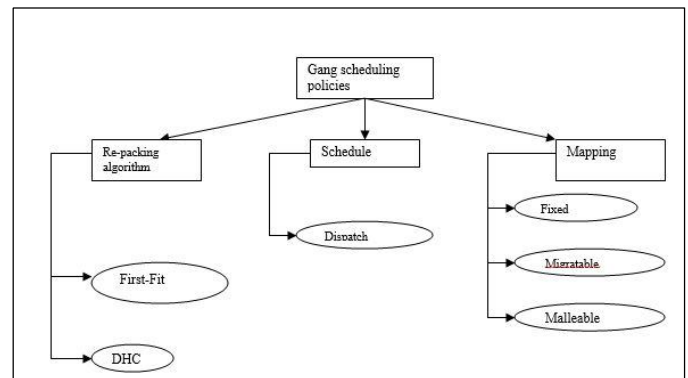 Gang scheduling
policies
Re-packing
algorithm
Schedule
Mapping
Fixed
Dispatch
Migratable
First-Fit
Malleable
DHC